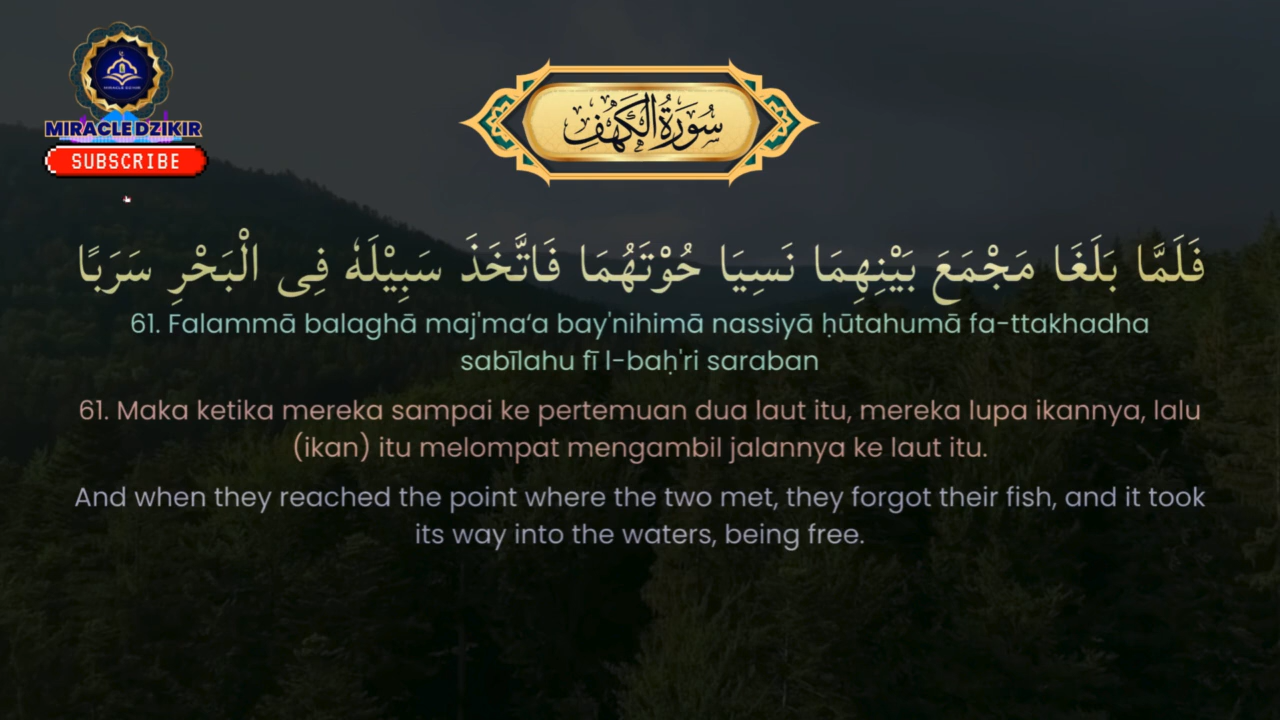 MIRACLE DZIKIR
MIRACLE DZIKIR
SUBSCRIBE
سُوْرَةُ الْكَهْفِ
فَلَمَّا بَلَغَا مَجْمَعَ بَيْنِهِمَا نَسِيَا حُوْتَهُمَا فَاتَّخَذَ سَبِيْلَهٗ فِى الْبَحْرِ سَرَبًا
61. Falammā balaghā maj'ma‘a bay'nihimā nassiyā ḥūtahumā fa-ttakhadha
sabīlahu fī l-baḥ'ri saraban
61. Maka ketika mereka sampai ke pertemuan dua laut itu, mereka lupa ikannya, lalu
(ikan) itu melompat mengambil jalannya ke laut itu.
And when they reached the point where the two met, they forgot their fish, and it took
its way into the waters, being free.